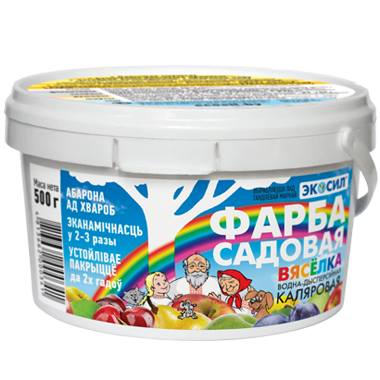 Маса нета
500 г
АБАРОНА
АД ХВАРОБ
ЭКАНАМІЧНАСЦЬ
у 2-3 разы
УСТОЙЛІВАЕ
ПАКРЫЦЦЁ
да 2х гадоў
ЭКОСИЛ
ФАРБА
САДОВАЯ
ВЯСЁЛКА
ВОДНА-ДЫСПЕРСІЙНАЯ
КАЛЯРОВАЯ